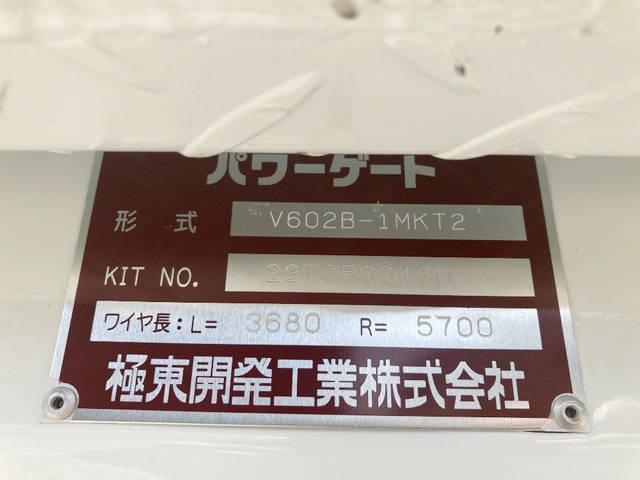 パワーゲート
形式 V602B-1MKT2
KIT NO. 23T050046M
ワイヤ長:L= 3680 R= 5700
極東開発工業株式会社